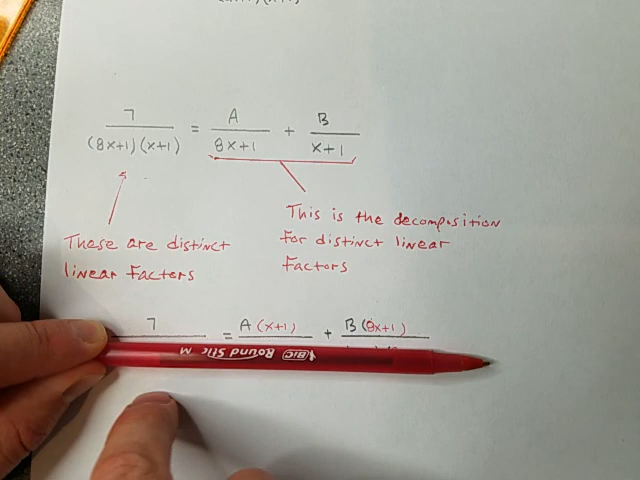 7 / (8x+1)(x+1) = A / 8x+1 + B / x+1
These are distinct
linear Factors
This is the decomposition
For distinct linear
Factors
7 = A (x+1) + B (8x+1)
BIC Round Stic M